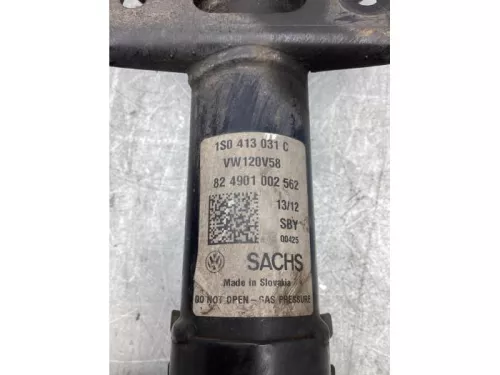 1S0 413 031 C
VW120V58
82 4901 002 562
13/12
SBY
00425
SACHS
Made in Slovakia
DO NOT OPEN - GAS PRESSURE